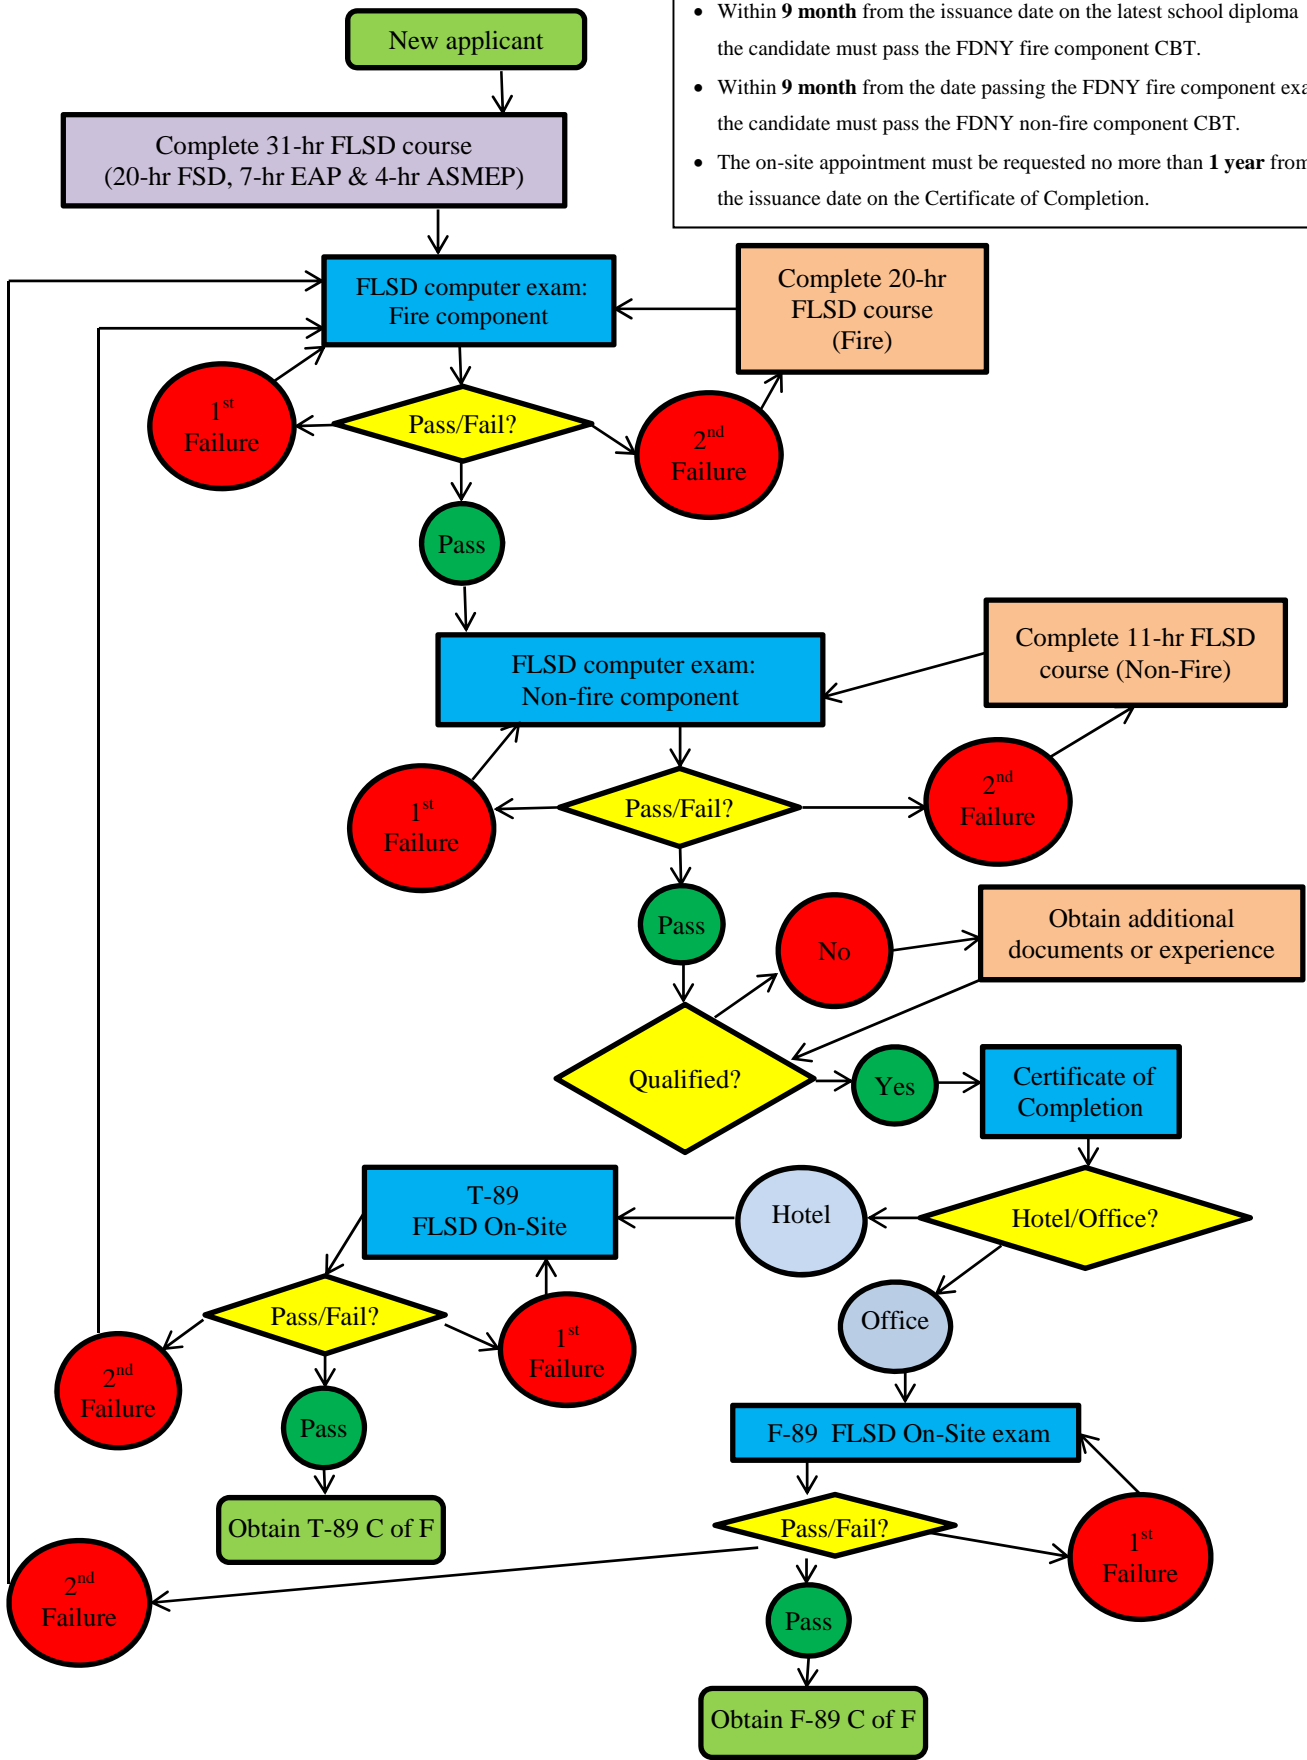 • Within 9 month from the issuance date on the latest school diploma
the candidate must pass the FDNY fire component CBT.
• Within 9 month from the date passing the FDNY fire component
the candidate must pass the FDNY non-fire component CBT.
• The on-site appointment must be requested no more than 1 year from
the issuance date on the Certificate of Completion.
New applicant
Complete 31-hr FLSD course
(20-hr FSD, 7-hr EAP & 4-hr ASMEP)
FLSD computer exam:
Fire component
Complete 20-hr
FLSD course
(Fire)
1st
Failure
Pass/Fail?
2nd
Failure
Pass
FLSD computer exam:
Non-fire component
Complete 11-hr FLSD
course (Non-Fire)
1st
Failure
Pass/Fail?
2nd
Failure
Pass
No
Obtain additional
documents or experience
Qualified?
Yes
Certificate of
Completion
T-89
FLSD On-Site
Hotel
Hotel/Office?
Pass/Fail?
1st
Failure
Office
2nd
Failure
Pass
F-89 FLSD On-Site exam
Obtain T-89 C of F
Pass/Fail?
1st
Failure
2nd
Failure
Pass
Obtain F-89 C of F